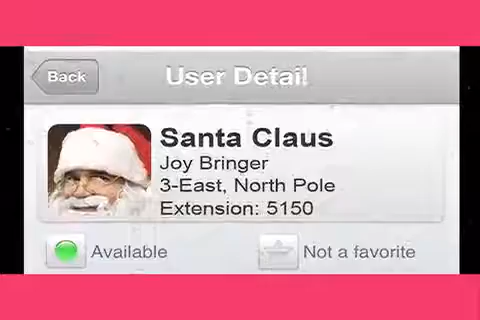 Back
User Detail
Santa Claus
Joy Bringer
3-East, North Pole
Extension: 5150
Available
Not a favorite